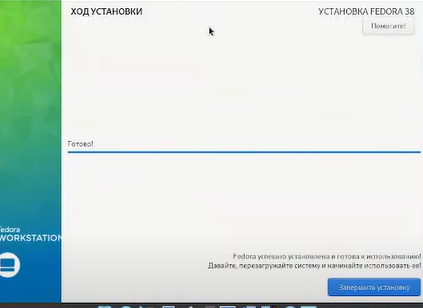 ХОД УСТАНОВКИ
УСТАНОВКА FEDORA 38
Помогите!
Готово!
fedora
WORKSTATION
Fedora успешно установлена и готова к использованию!
Давайте, перезагружайте систему и начинайте использовать ее!
Завершить установку